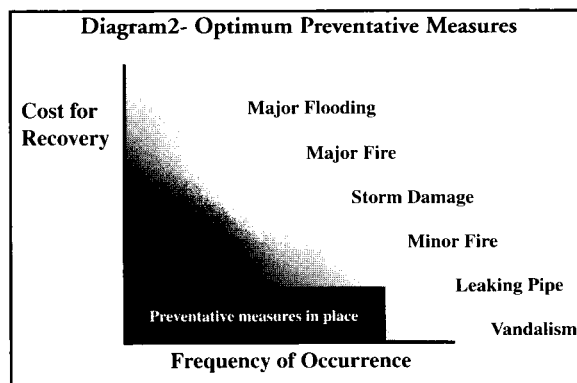 Diagram2- Optimum Preventative Measures
Cost for
Recovery
Major Flooding
Major Fire
Storm Damage
Minor Fire
Leaking Pipe
Vandalism
Preventative measures in place
Frequency of Occurrence